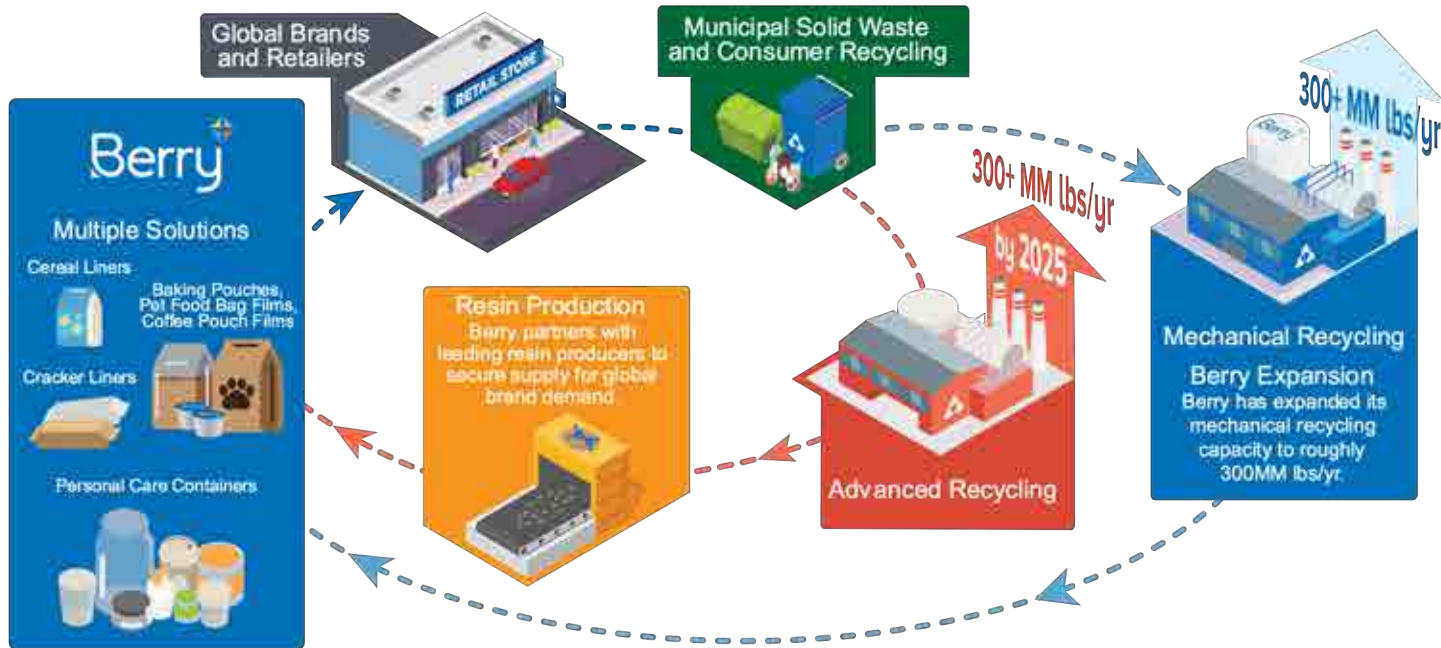 Global Brands
and Retailers
RETAIL STORE
Municipal Solid Waste
and Consumer Recycling
300+ MM lbs/yr
Berry
300+ MM lbs/yr
by 2025
Berry
Multiple Solutions
Cereal Liners
Baking Pouches,
Pet Food Bag Films,
Coffee Pouch Films
Cracker Liners
Personal Care Containers
Resin Production
Berry partners with
leading resin producers to
secure supply for global
brand demand
Advanced Recycling
Mechanical Recycling
Berry Expansion
Berry has expanded its
mechanical recycling
capacity to roughly
300MM lbs/yr.